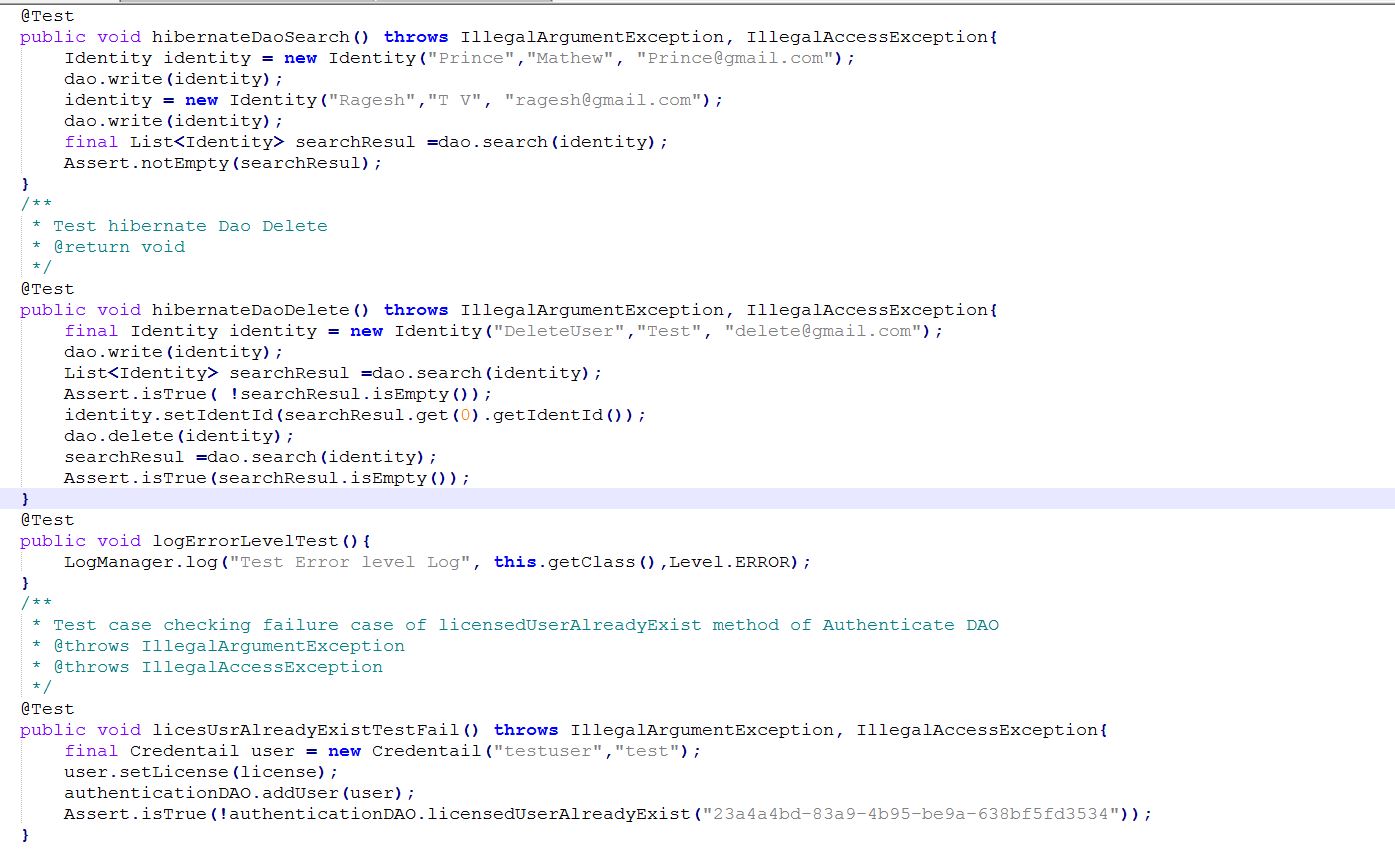 @Test
public void hibernateDaoSearch() throws IllegalArgumentException, IllegalAccessException{
    Identity identity = new Identity("Prince","Mathew", "Prince@gmail.com");
    dao.write(identity);
    identity = new Identity("Ragesh","T V", "ragesh@gmail.com");
    dao.write(identity);
    final List<Identity> searchResul =dao.search(identity);
    Assert.notEmpty(searchResul);
}
/**
 * Test hibernate Dao Delete
 * @return void
 */
@Test
public void hibernateDaoDelete() throws IllegalArgumentException, IllegalAccessException{
    final Identity identity = new Identity("DeleteUser","Test", "delete@gmail.com");
    dao.write(identity);
    List<Identity> searchResul =dao.search(identity);
    Assert.isTrue( !searchResul.isEmpty());
    identity.setIdentId(searchResul.get(0).getIdentId());
    dao.delete(identity);
    searchResul =dao.search(identity);
    Assert.isTrue(searchResul.isEmpty());
}
@Test
public void logErrorLevelTest(){
    LogManager.log("Test Error level Log", this.getClass(),Level.ERROR);
}
/**
 * Test case checking failure case of licensedUserAlreadyExist method of Authenticate DAO
 * @throws IllegalArgumentException
 * @throws IllegalAccessException
 */
@Test
public void licesUsrAlreadyExistTestFail() throws IllegalArgumentException, IllegalAccessException{
    final Credentail user = new Credentail("testuser","test");
    user.setLicense(license);
    authenticationDAO.addUser(user);
    Assert.isTrue(!authenticationDAO.licensedUserAlreadyExist("23a4a4bd-83a9-4b95-be9a-638bf5fd3534"));
}